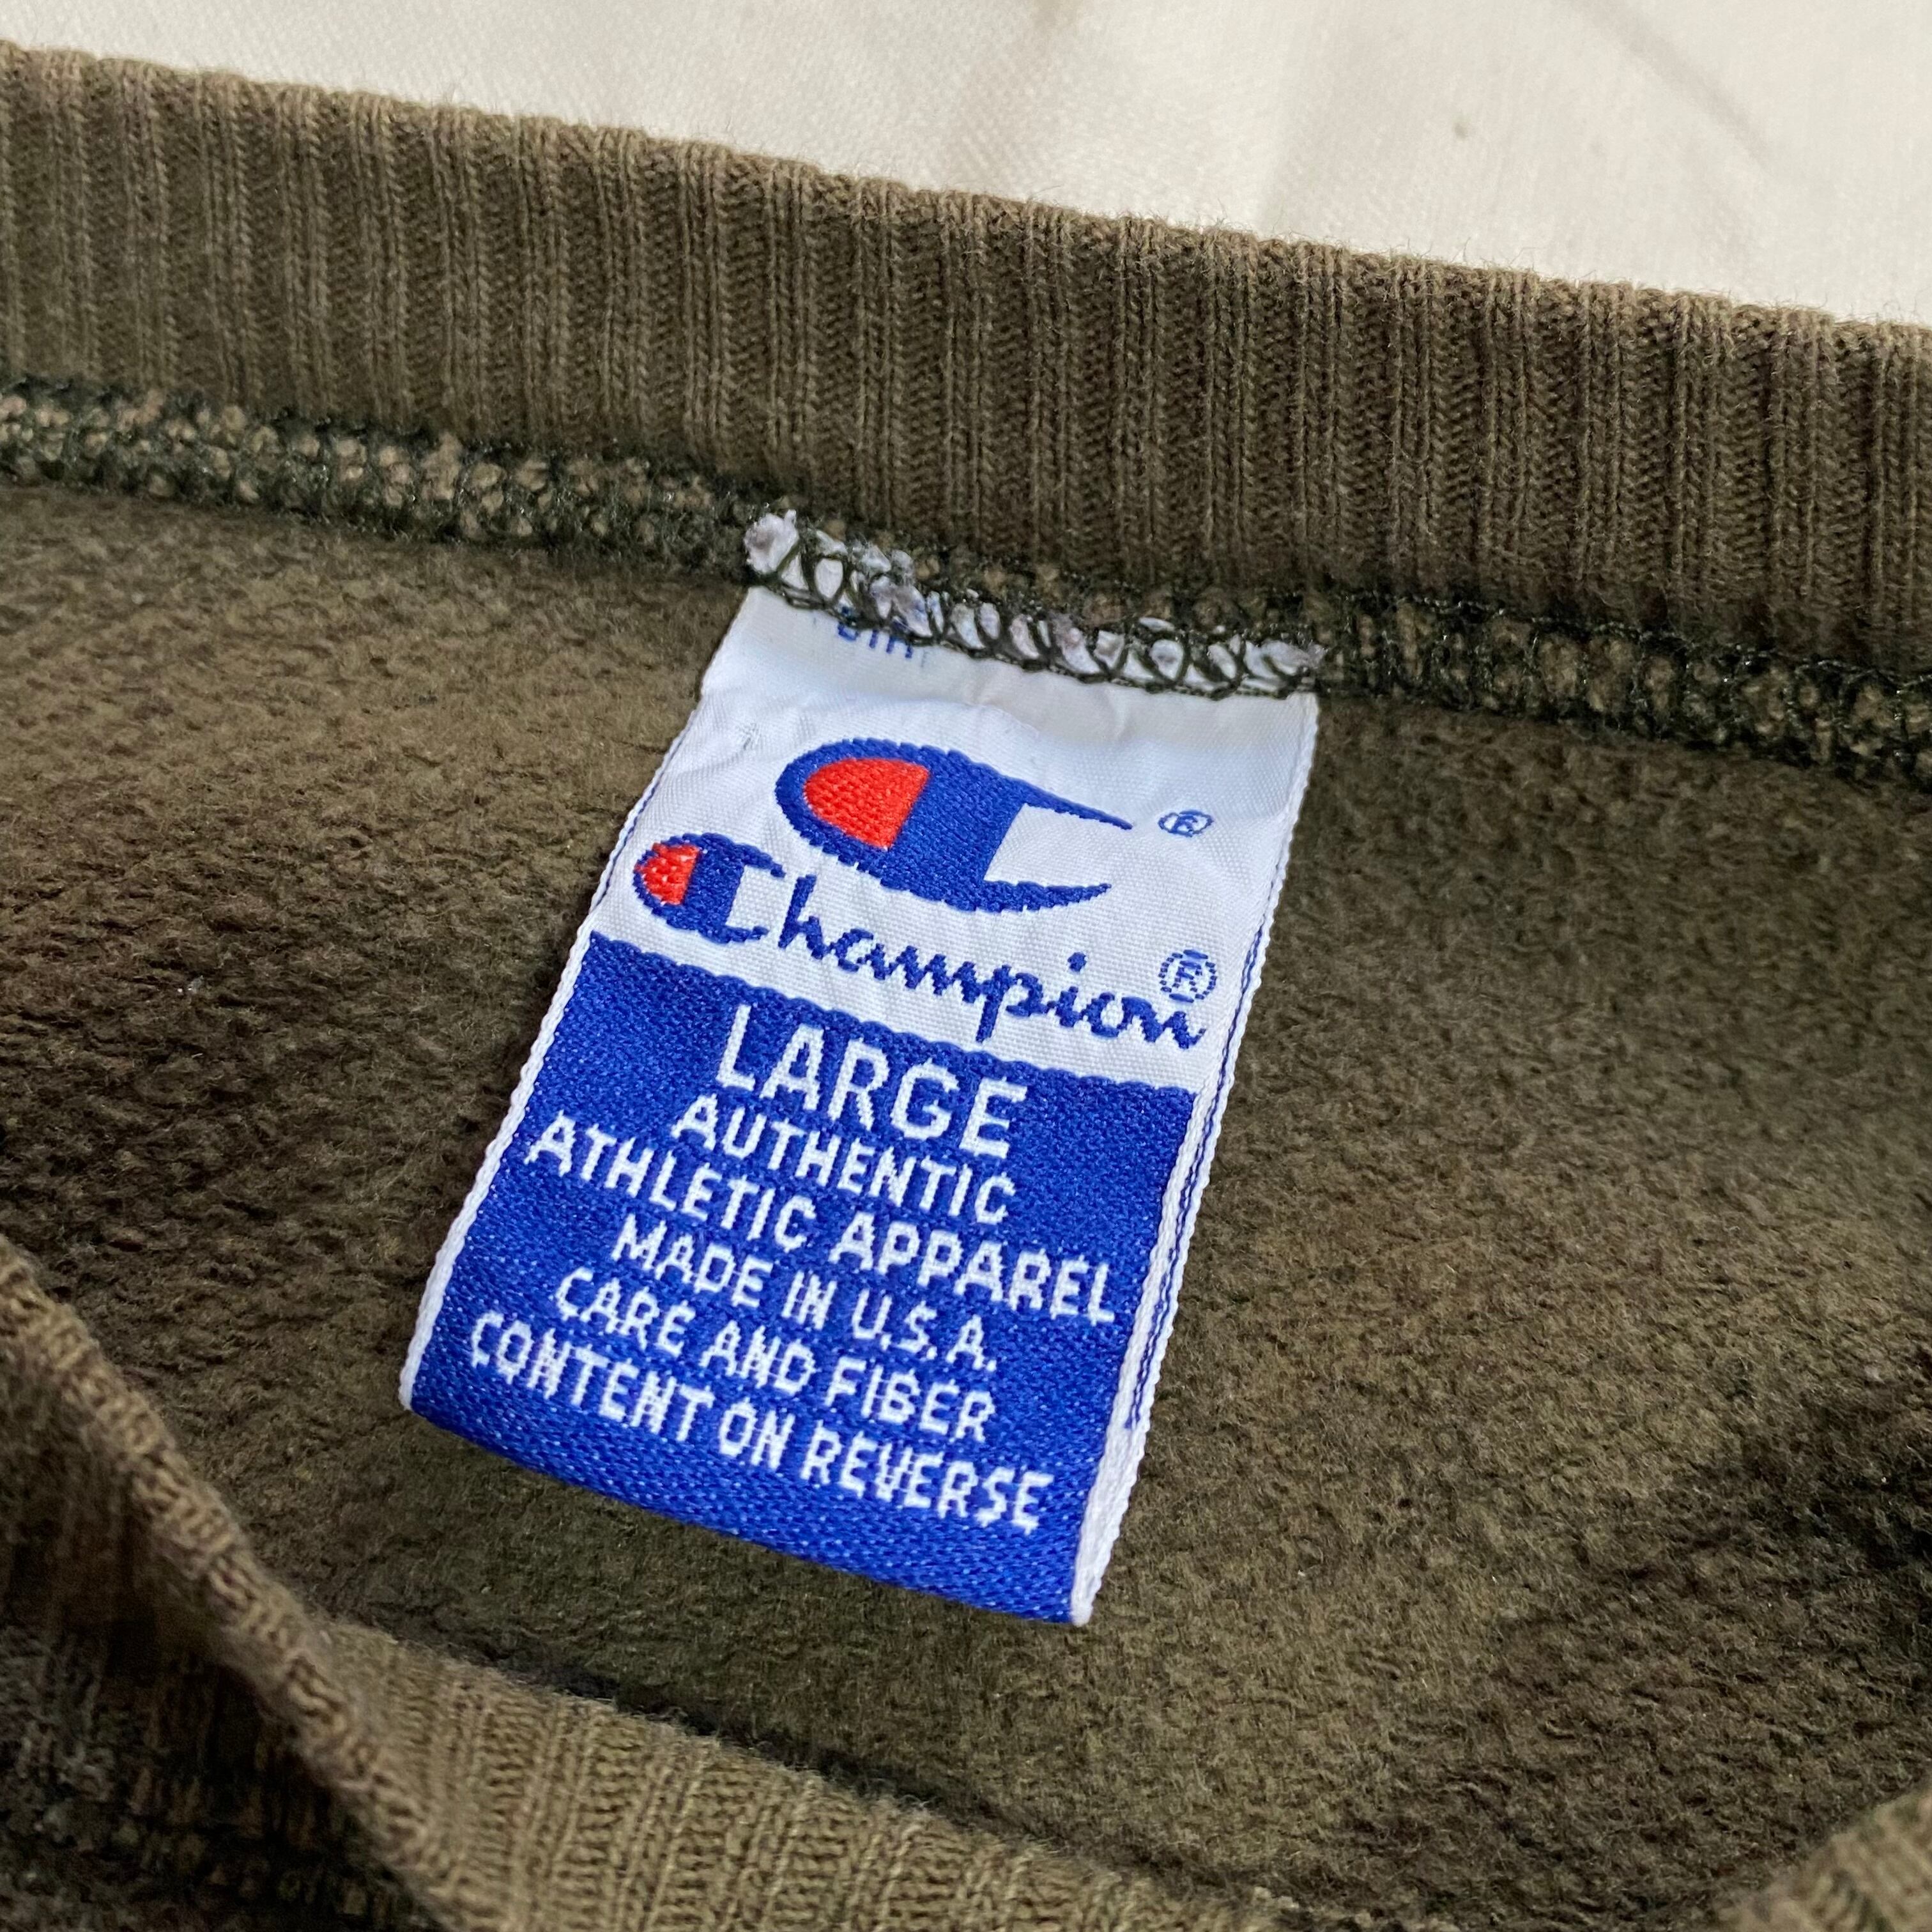 ®
Champion®
LARGE
AUTHENTIC
ATHLETIC APPAREL
MADE IN U.S.A.
CARE AND FIBER
CONTENT ON REVERSE